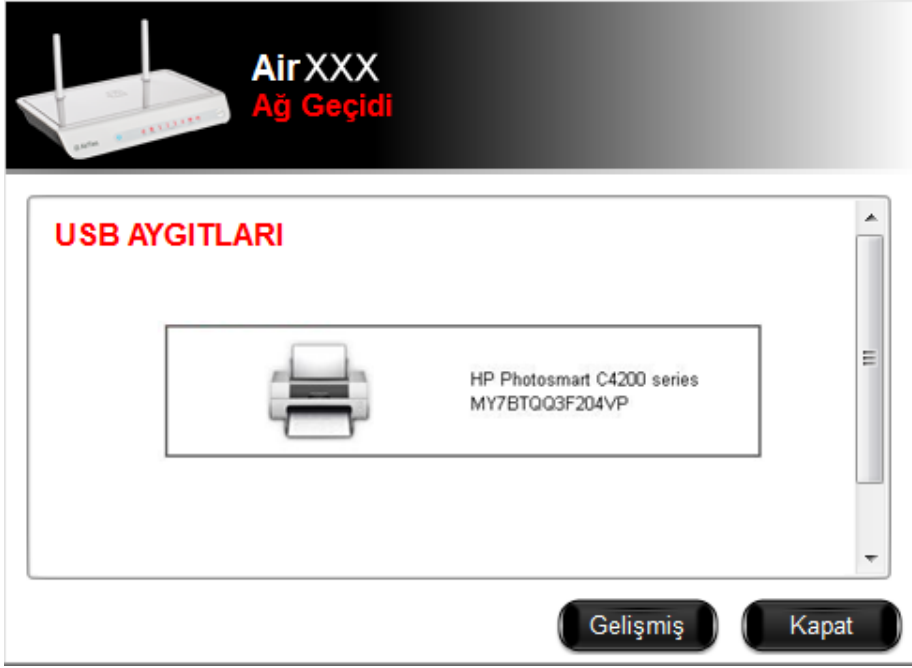 Air XXX
Ağ Geçidi
USB AYGITLARI
HP Photosmart C4200 series
MY7BTQQ3F204VP
Gelişmiş
Kapat